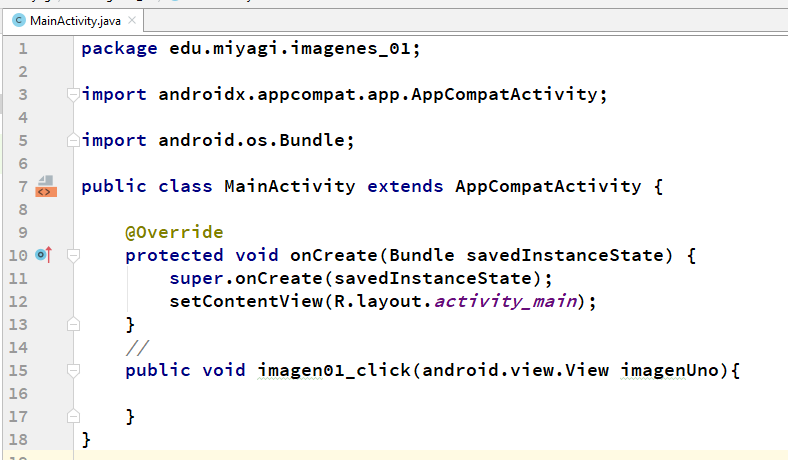 MainActivity.java
1 package edu.miyagi.imagenes_01;
2
3 import androidx.appcompat.app.AppCompatActivity;
4
5 import android.os.Bundle;
6
7 public class MainActivity extends AppCompatActivity {
8
9 @Override
10 protected void onCreate(Bundle savedInstanceState) {
11 super.onCreate(savedInstanceState);
12 setContentView(R.layout.activity_main);
13 }
14 //
15 public void imagen01_click(android.view.View imagenUno){
16
17 }
18 }